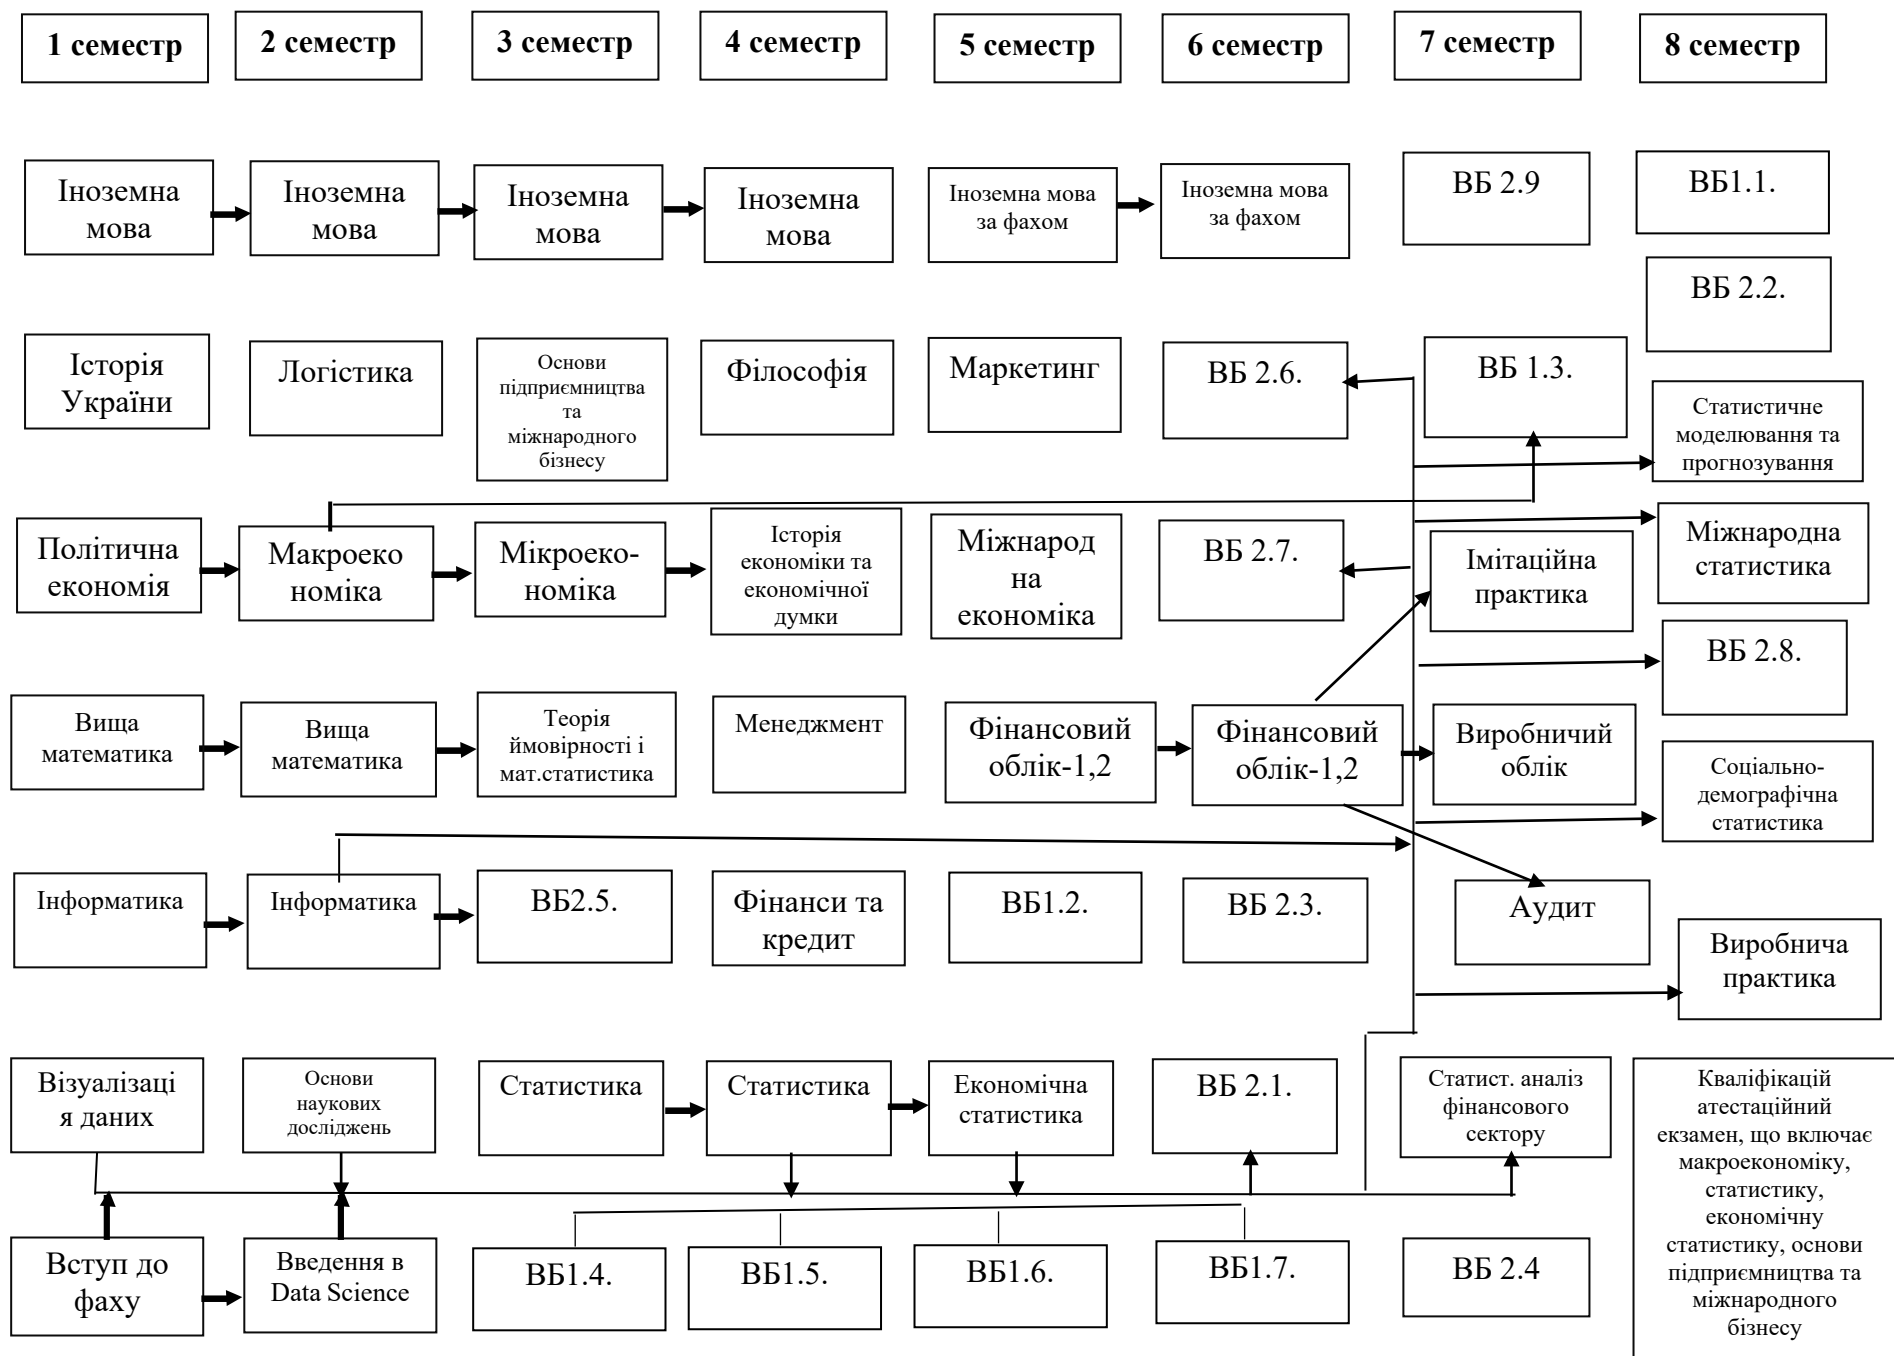 1 семестр
2 семестр
3 семестр
4 семестр
5 семестр
6 семестр
7 семестр
8 семестр
Іноземна
мова
Іноземна
мова
Іноземна
мова
Іноземна
мова
Іноземна мова
за фахом
Іноземна мова
за фахом
ВБ 2.9
ВБ1.1.
ВБ 2.2.
Історія
України
Логістика
Основи
підприємництва
та
міжнародного
бізнесу
Філософія
Маркетинг
ВБ 2.6.
ВБ 1.3.
Статистичне
моделювання та
прогнозування
Політична
економія
Макроеко
номіка
Мікроеко-
номіка
Історія
економіки та
економічної
думки
Міжнарод
на
економіка
ВБ 2.7.
Імітаційна
практика
Міжнародна
статистика
ВБ 2.8.
Вища
математика
Вища
математика
Теорія
ймовірності і
мат.статистика
Менеджмент
Фінансовий
облік-1,2
Фінансовий
облік-1,2
Виробничий
облік
Соціально-
демографічна
статистика
Інформатика
Інформатика
ВБ2.5.
Фінанси та
кредит
ВБ1.2.
ВБ 2.3.
Аудит
Виробнича
практика
Візуалізаці
я даних
Основи
наукових
досліджень
Статистика
Статистика
Економічна
статистика
ВБ 2.1.
Статист. аналіз
фінансового
сектору
Кваліфікацій
атестаційний
екзамен, що включає
макроекономіку,
статистику,
економічну
статистику, основи
підприємництва та
міжнародного
бізнесу
Вступ до
фаху
Введення в
Data Science
ВБ1.4.
ВБ1.5.
ВБ1.6.
ВБ1.7.
ВБ 2.4